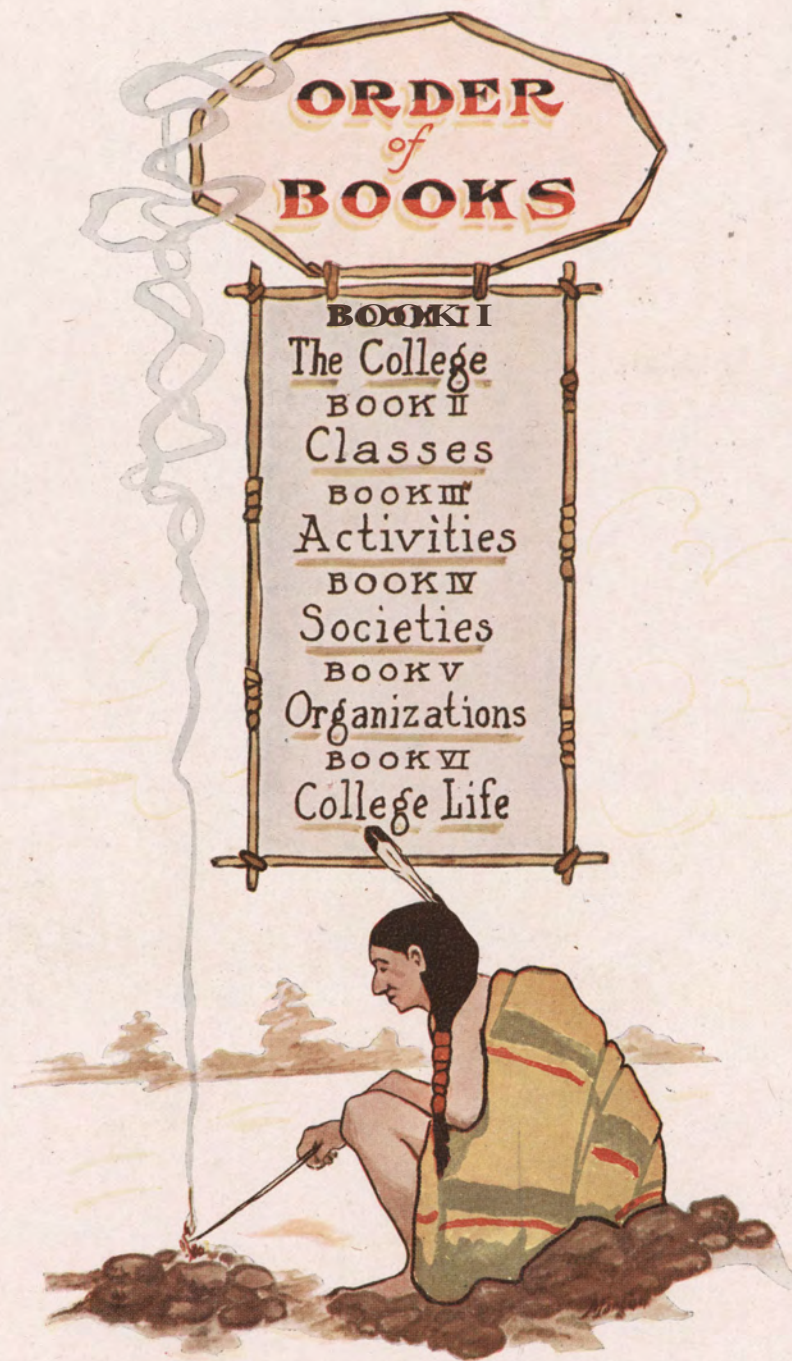 ORDER
of
BOOKS
BOOK I
The College
BOOK II
Classes
BOOK III
Activities
BOOK IV
Societies
BOOK V
Organizations
BOOK VI
College Life